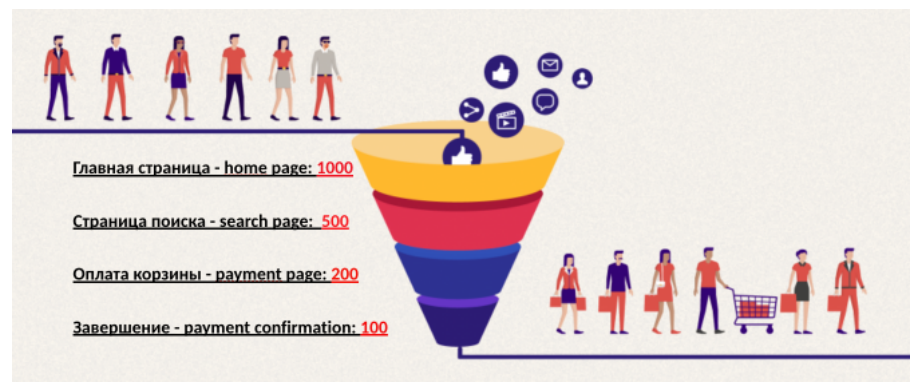 Главная страница - home page: 1000
Страница поиска - search page: 500
Оплата корзины - payment page: 200
Завершение - payment confirmation: 100